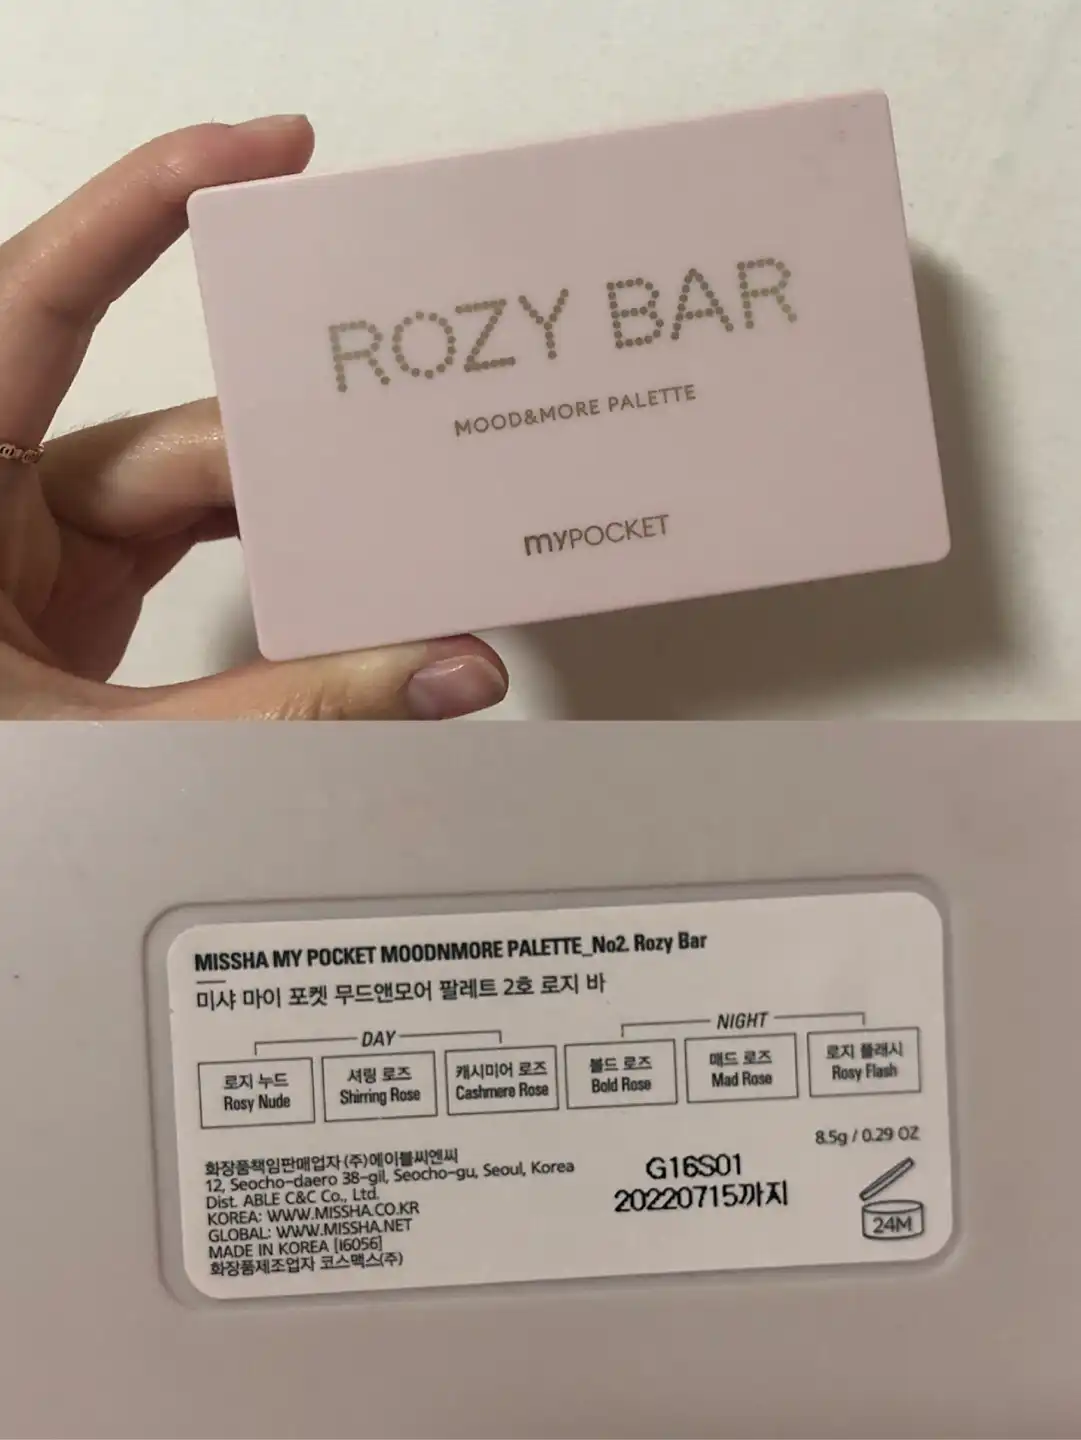 ROZY BAR
MOOD&MORE PALETTE
myPOCKET
MISSHA MY POCKET MOODNMORE PALETTE_No2. Rozy Bar
미샤 마이 포켓 무드앤모어 팔레트 2호 로지 바
DAY
NIGHT
로지 누드
Rosy Nude
셔링 로즈
Shirring Rose
캐시미어 로즈
Cashmere Rose
볼드 로즈
Bold Rose
매드 로즈
Mad Rose
로지 플래시
Rosy Flash
8.5g / 0.29 OZ
화장품책임판매업자 (주)에이블씨엔씨
12, Seocho-daero 38-gil, Seocho-gu, Seoul, Korea
Dist. ABLE C&C Co., Ltd.
KOREA: WWW.MISSHA.CO.KR
GLOBAL: WWW.MISSHA.NET
MADE IN KOREA [I6056]
화장품제조업자 코스맥스(주)
G16S01
20220715까지
24M